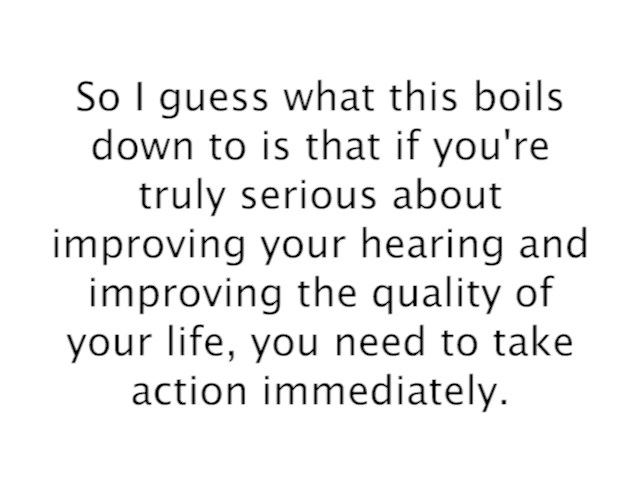 So I guess what this boils
down to is that if you're
truly serious about
improving your hearing and
improving the quality of
your life, you need to take
action immediately.